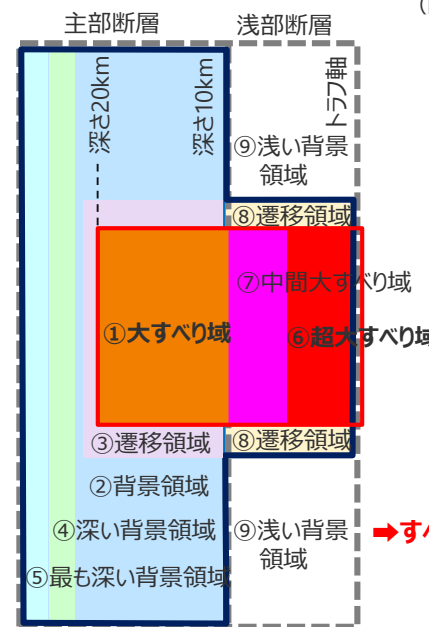 主部断層
浅部断層
深さ20km
深さ10km
トラフ軸
⑨浅い背景
領域
⑧遷移領域
⑦中間大すべり域
①大すべり域
⑥超大すべり域
③遷移領域
⑧遷移領域
②背景領域
④深い背景領域
⑨浅い背景
領域
➡す
⑤最も深い背景領域